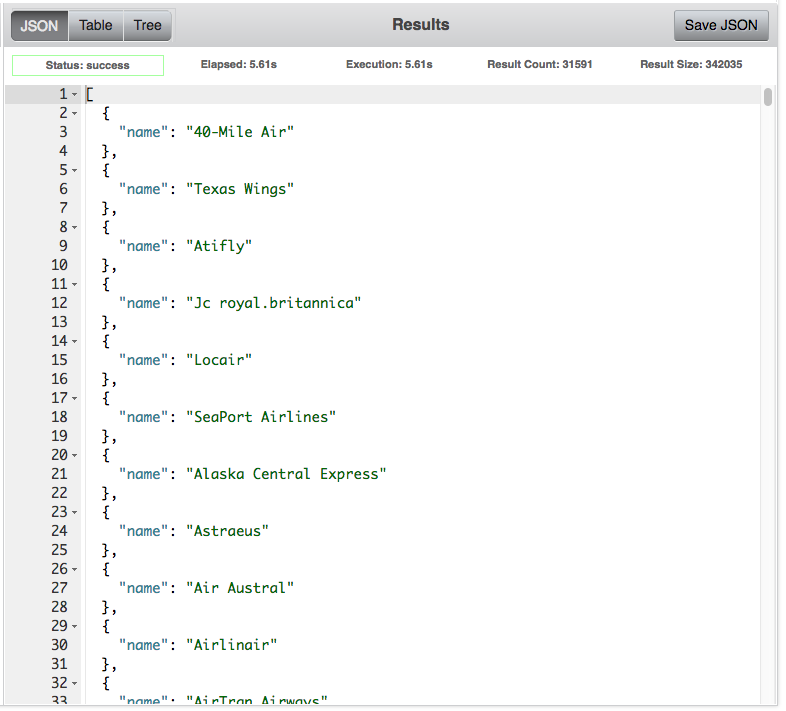 JSON Table Tree Results Save JSON
Status: success Elapsed: 5.61s Execution: 5.61s Result Count: 31591 Result Size: 342035
1 [
2 {
3 "name": "40-Mile Air"
4 },
5 {
6 "name": "Texas Wings"
7 },
8 {
9 "name": "Atifly"
10 },
11 {
12 "name": "Jc royal.britannica"
13 },
14 {
15 "name": "Locair"
16 },
17 {
18 "name": "SeaPort Airlines"
19 },
20 {
21 "name": "Alaska Central Express"
22 },
23 {
24 "name": "Astraeus"
25 },
26 {
27 "name": "Air Austral"
28 },
29 {
30 "name": "Airlinair"
31 },
32 {
33 "name": "AirTran Airways"